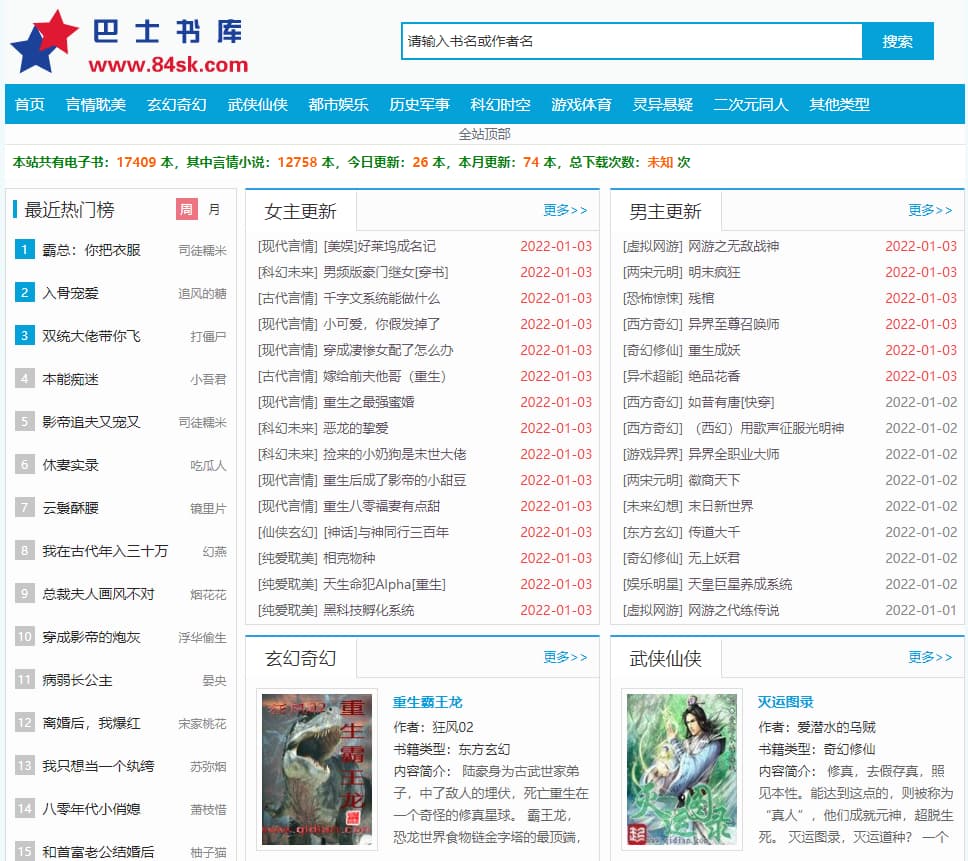 巴士书库
www.84sk.com
请输入书名或作者名 搜索
首页 言情耽美 玄幻奇幻 武侠仙侠 都市娱乐 历史军事 科幻时空 游戏体育 灵异悬疑 二次元同人 其他类型
全站顶部
本站共有电子书：17409 本，其中言情小说：12758 本，今日更新：26 本，本月更新：74 本，总下载次数：未知 次
最近热门榜 周 月
1 霸总：你把衣服 司徒糯米
2 入骨宠爱 追风的糖
3 双统大佬带你飞 打僵尸
4 本能痴迷 小吾君
5 影帝追夫又宠又 司徒糯米
6 休妻实录 吃瓜人
7 云鬓酥腰 镜里片
8 我在古代年入三十万 幻燕
9 总裁夫人画风不对 烟花花
10 穿成影帝的炮灰 浮华偷生
11 病弱长公主 晏央
12 离婚后，我爆红 宋家桃花
13 我只想当一个纨绔 苏弥烟
14 八零年代小俏媳 萧枝惜
15 和首富老公结婚后 柚子猫
女主更新 更多>>
[现代言情] [美娱]好莱坞成名记 2022-01-03
[科幻未来] 男频版豪门继女[穿书] 2022-01-03
[古代言情] 千字文系统能做什么 2022-01-03
[现代言情] 小可爱，你假发掉了 2022-01-03
[现代言情] 穿成凄惨女配了怎么办 2022-01-03
[古代言情] 嫁给前夫他哥（重生） 2022-01-03
[现代言情] 重生之最强蜜婚 2022-01-03
[科幻未来] 恶龙的挚爱 2022-01-03
[科幻未来] 捡来的小奶狗是末世大佬 2022-01-03
[现代言情] 重生后成了影帝的小甜豆 2022-01-03
[现代言情] 重生八零福妻有点甜 2022-01-03
[仙侠玄幻] [神话]与神同行三百年 2022-01-03
[纯爱耽美] 相克物种 2022-01-03
[纯爱耽美] 天生命犯Alpha[重生] 2022-01-03
[纯爱耽美] 黑科技孵化系统 2022-01-03
男主更新 更多>>
[虚拟网游] 网游之无敌战神 2022-01-03
[两宋元明] 明末疯狂 2022-01-03
[恐怖惊悚] 残棺 2022-01-03
[西方奇幻] 异界至尊召唤师 2022-01-03
[奇幻修仙] 重生成妖 2022-01-03
[异术超能] 绝品花香 2022-01-03
[西方奇幻] 如昔有唐[快穿] 2022-01-02
[西方奇幻] （西幻）用歌声征服光明神 2022-01-02
[游戏异界] 异界全职业大师 2022-01-02
[两宋元明] 徽商天下 2022-01-02
[未来幻想] 末日新世界 2022-01-02
[东方玄幻] 传道大千 2022-01-02
[奇幻修仙] 无上妖君 2022-01-02
[娱乐明星] 天皇巨星养成系统 2022-01-02
[虚拟网游] 网游之代练传说 2022-01-01
玄幻奇幻 更多>>
狂风02.
重生霸王龙
www.qidian.com
重生霸王龙
作者：狂风02
书籍类型：东方玄幻
内容简介： 陆豪身为古武世家弟
子，中了敌人的埋伏，死亡重生在
一个奇怪的修真星球。 霸王龙，
恐龙世界食物链金字塔的最顶端，
武侠仙侠 更多>>
灭运图录
灭运图录
作者：爱潜水的乌贼
书籍类型：奇幻修仙
内容简介： 修真，去假存真，照
见本性。能达到这点的，则被称为
“真人”，他们成就元神，超脱生
死。 灭运图录，灭运道种？ 一个